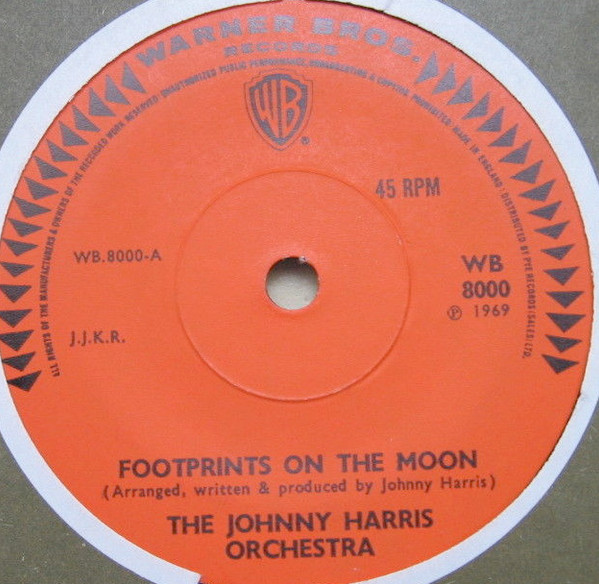 WARNER BROS.
RECORDS
ALL RIGHTS OF THE MANUFACTURERS & OWNERS OF THE RECORDED WORK RESERVED · UNAUTHORIZED PUBLIC PERFORMANCE, BROADCASTING & COPYING PROHIBITED. MADE IN ENGLAND · DISTRIBUTED BY PYE RECORDS (SALES) LTD.
WB
®
45 RPM
WB.8000-A
WB
8000
℗ 1969
J.J.K.R.
FOOTPRINTS ON THE MOON
(Arranged, written & produced by Johnny Harris)
THE JOHNNY HARRIS
ORCHESTRA